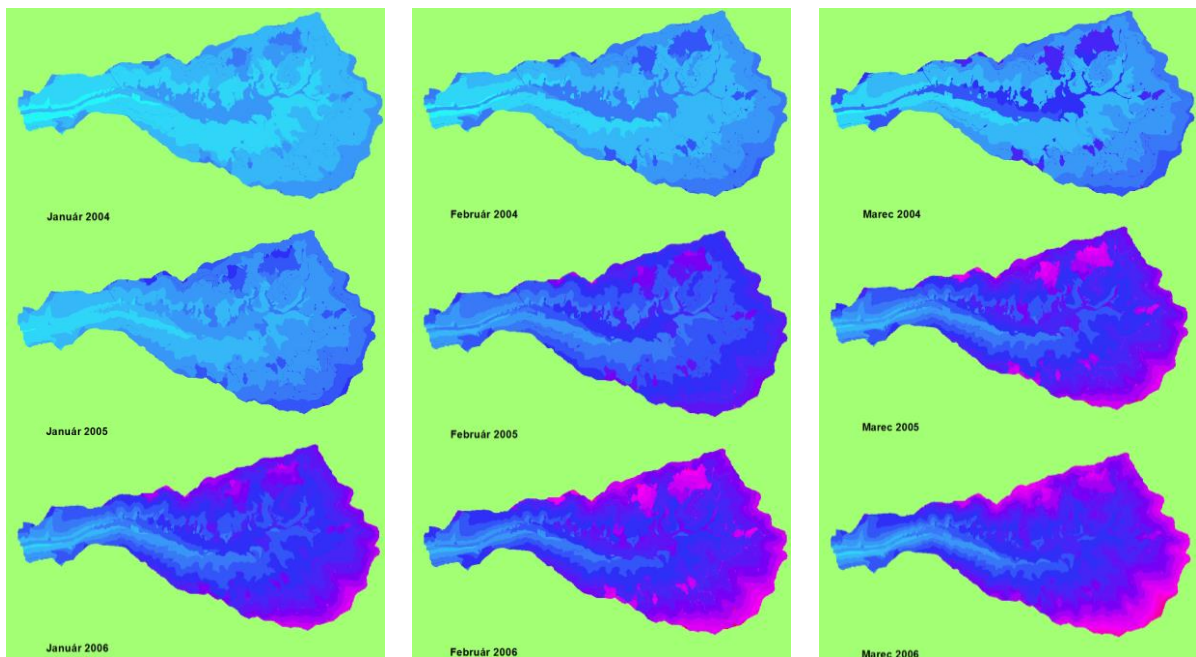 Január 2004
Február 2004
Marec 2004
Január 2005
Február 2005
Marec 2005
Január 2006
Február 2006
Marec 2006